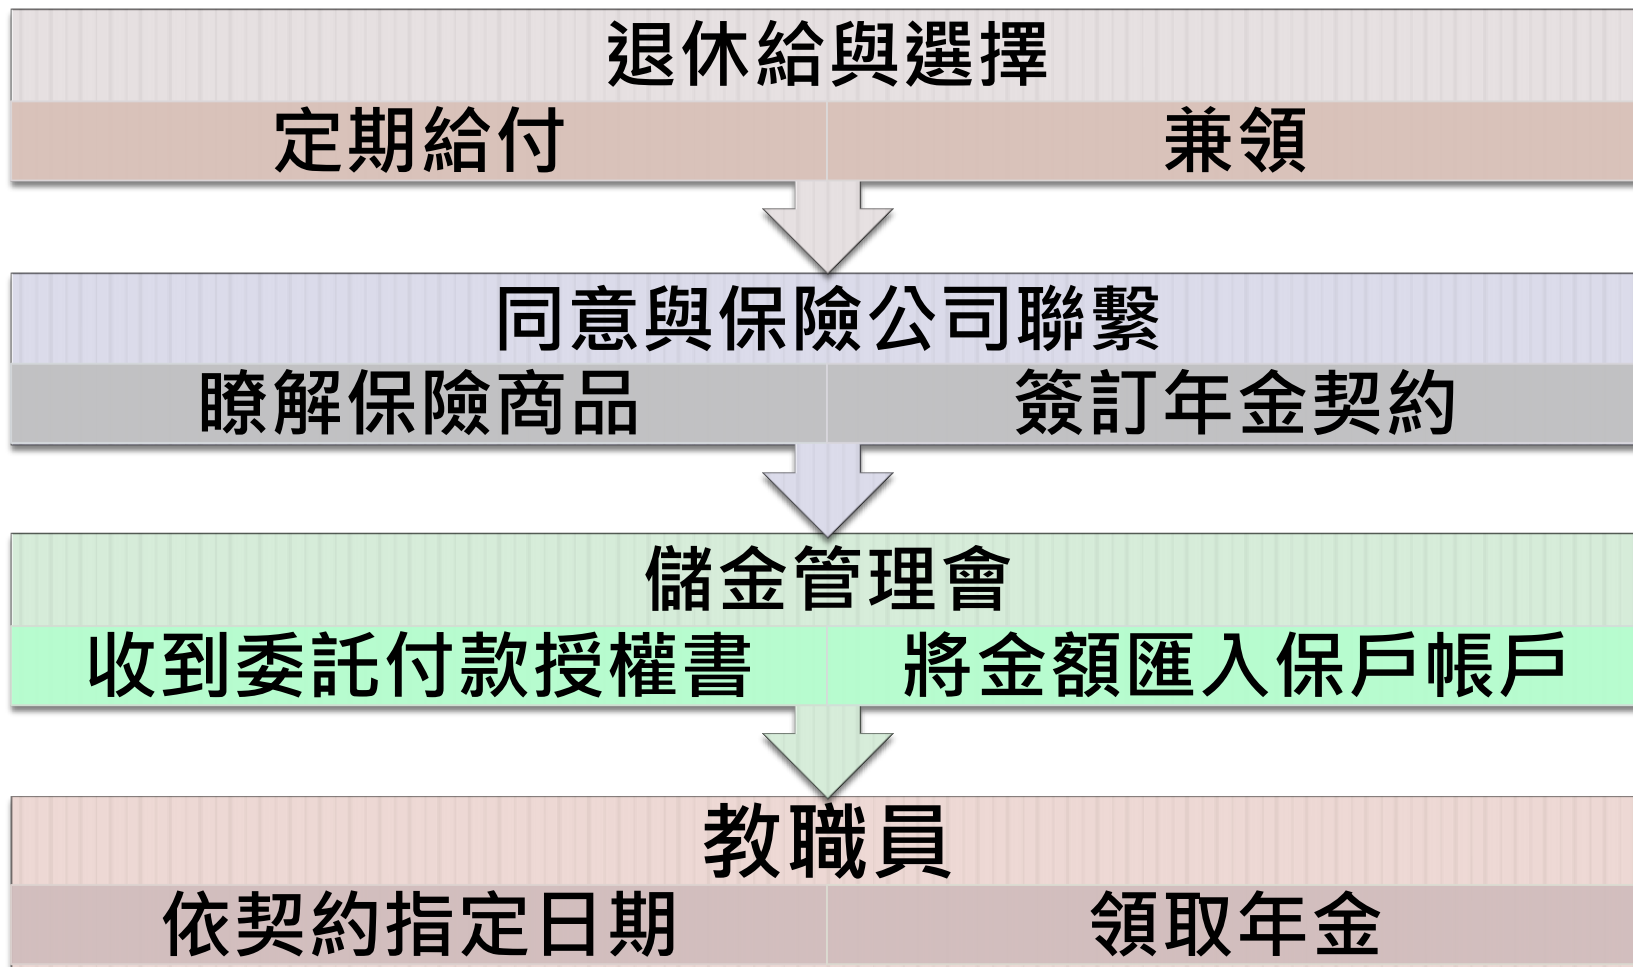 退休給與選擇
定期給付
兼領
同意與保險公司聯繫
瞭解保險商品
簽訂年金契約
儲金管理會
收到委託付款授權書
將金額匯入保戶帳戶
教職員
依契約指定日期
領取年金